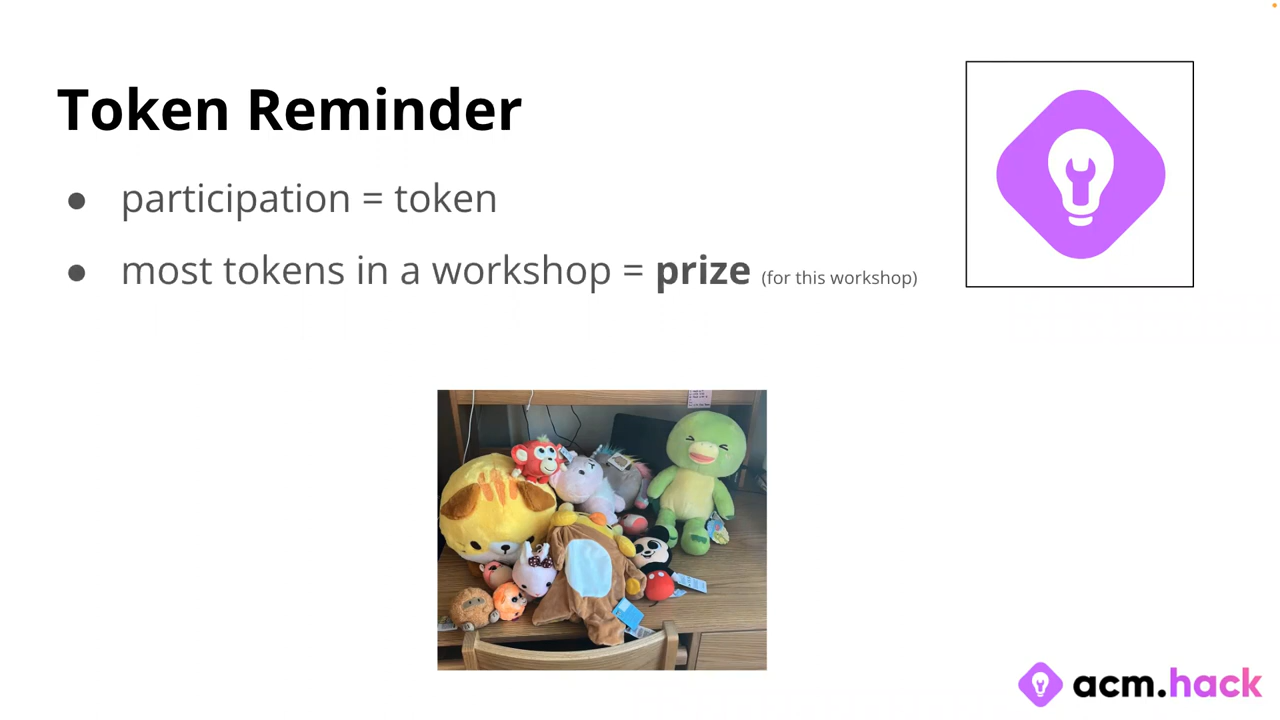 Token Reminder
● participation = token
● most tokens in a workshop = prize (for this workshop)
acm.hack